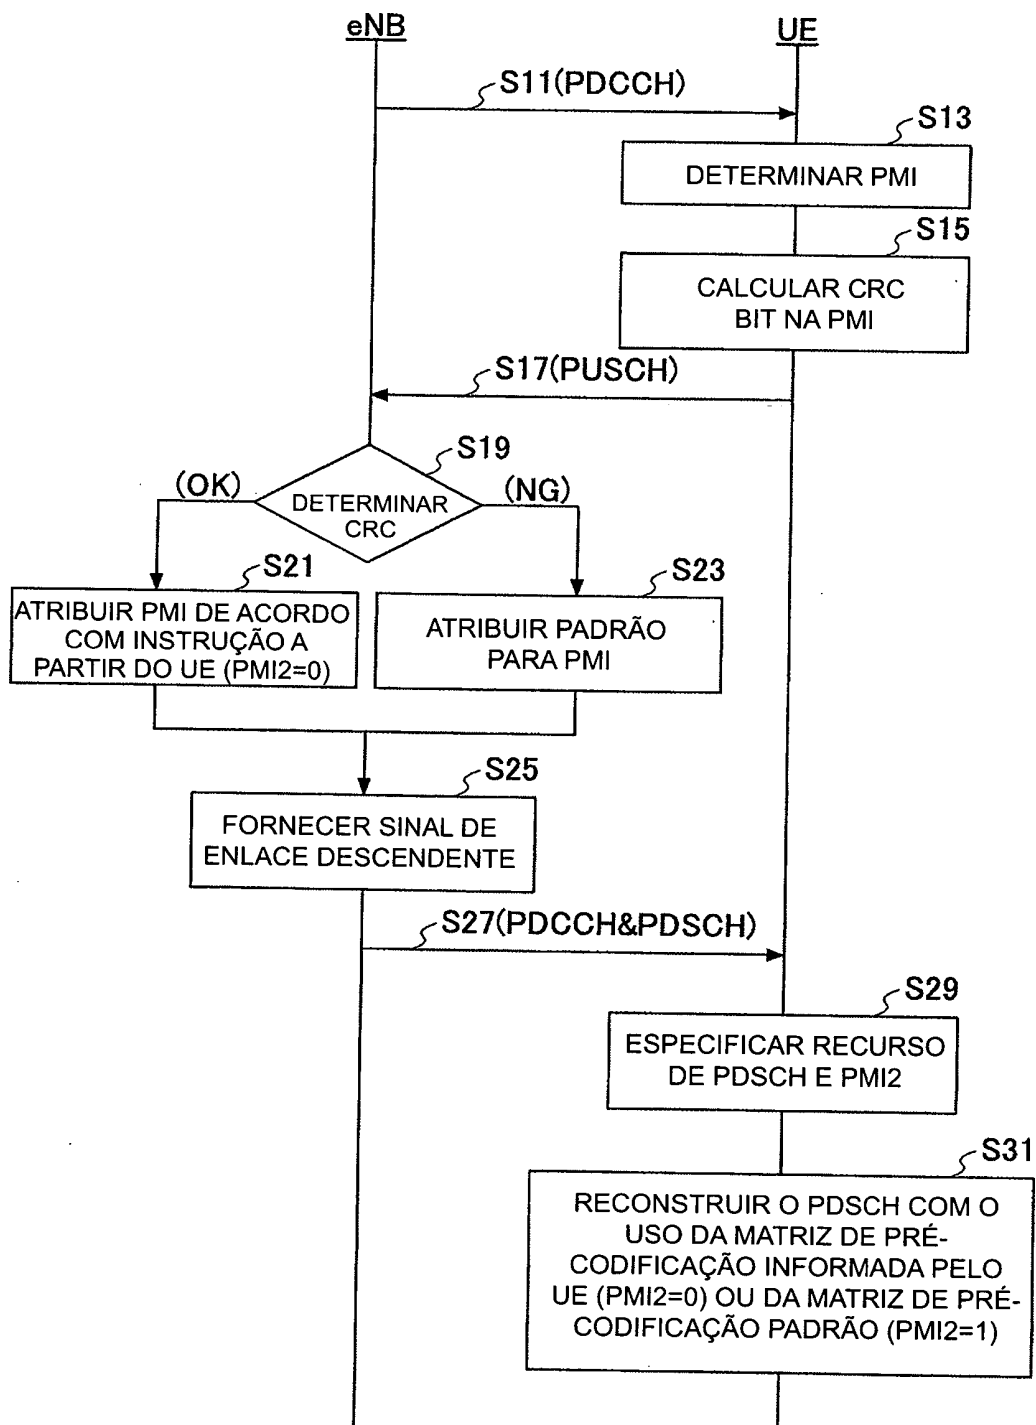 eNB
UE
S11(PDCCH)
S13
DETERMINAR PMI
S15
CALCULAR CRC
BIT NA PMI
S17(PUSCH)
S19
(OK)
(NG)
DETERMINAR
CRC
S21
ATRIBUIR PMI DE ACORDO
COM INSTRUÇÃO A
PARTIR DO UE (PMI2=0)
S23
ATRIBUIR PADRÃO
PARA PMI
S25
FORNECER SINAL DE
ENLACE DESCENDENTE
S27(PDCCH&PDSCH)
S29
ESPECIFICAR RECURSO
DE PDSCH E PMI2
S31
RECONSTRUIR O PDSCH COM O
USO DA MATRIZ DE PRÉ-
CODIFICAÇÃO INFORMADA PELO
UE (PMI2=0) OU DA MATRIZ DE PRÉ-
CODIFICAÇÃO PADRÃO (PMI2=1)